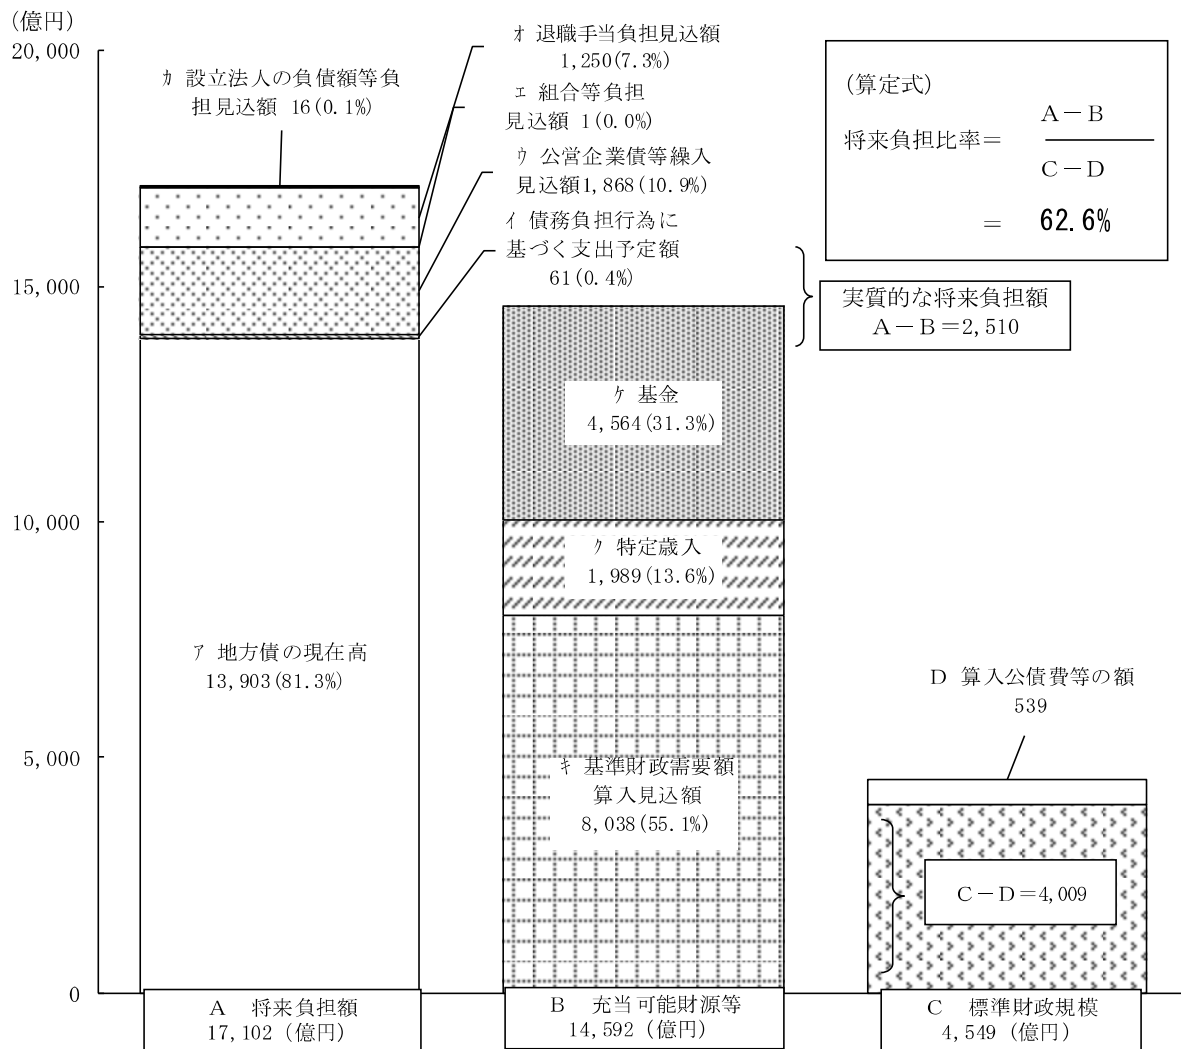 (億円)
20,000
15,000
10,000
5,000
0
カ 設立法人の負債額等負
担見込額 16(0.1%)
オ 退職手当負担見込額
1,250(7.3%)
エ 組合等負担
見込額 1(0.0%)
ウ 公営企業債等繰入
見込額1,868(10.9%)
イ 債務負担行為に
基づく支出予定額
61(0.4%)
ア 地方債の現在高
13,903(81.3%)
A 将来負担額
17,102 (億円)
ケ 基金
4,564(31.3%)
ク 特定歳入
1,989(13.6%)
キ 基準財政需要額
算入見込額
8,038(55.1%)
B 充当可能財源等
14,592 (億円)
(算定式)
A-B
将来負担比率=
C-D
= 62.6%
実質的な将来負担額
A-B=2,510
D 算入公債費等の額
539
C-D=4,009
C 標準財政規模
4,549 (億円)